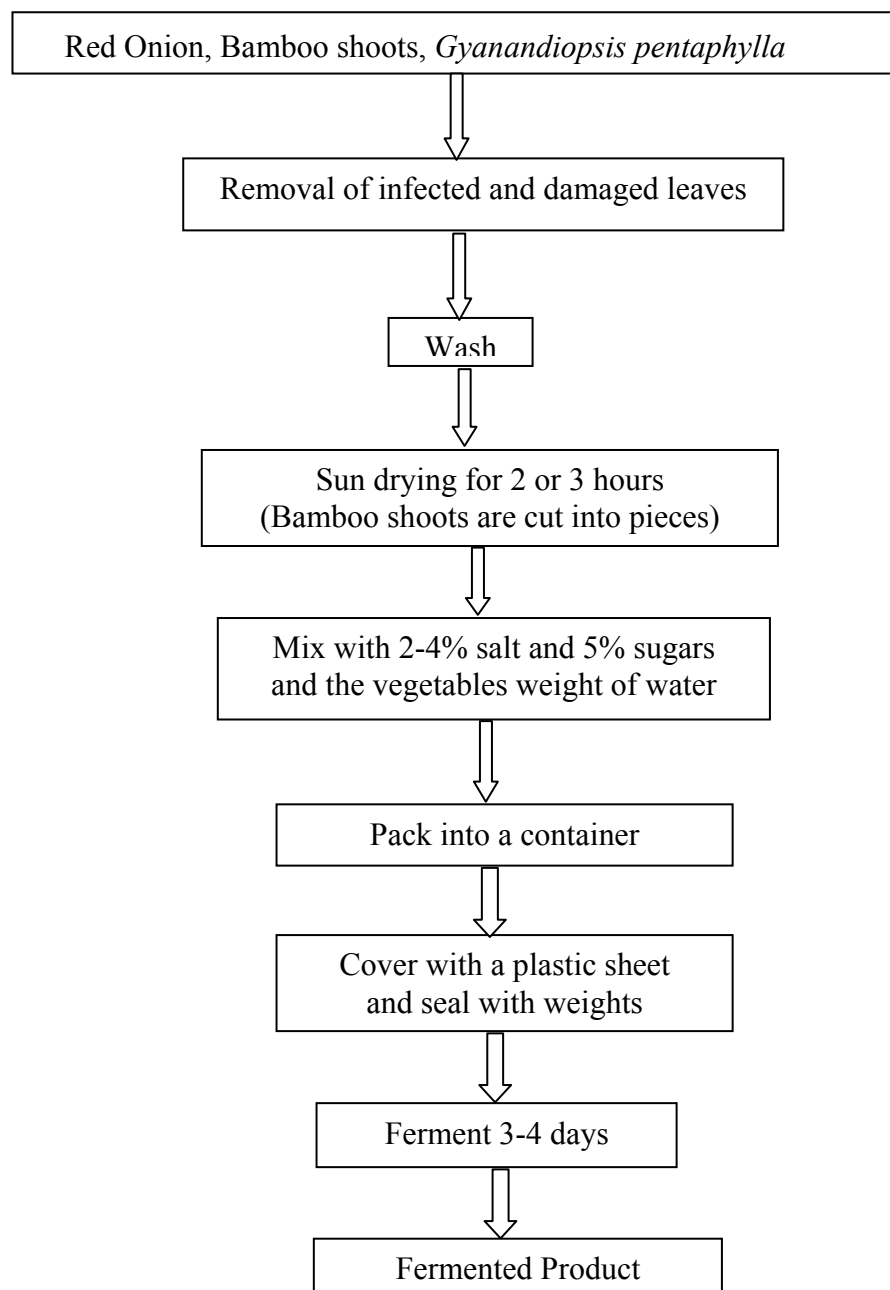 Red Onion, Bamboo shoots, Gyanandiopsis pentaphylla
Removal of infected and damaged leaves
Wash
Sun drying for 2 or 3 hours
(Bamboo shoots are cut into pieces)
Mix with 2-4% salt and 5% sugars
and the vegetables weight of water
Pack into a container
Cover with a plastic sheet
and seal with weights
Ferment 3-4 days
Fermented Product